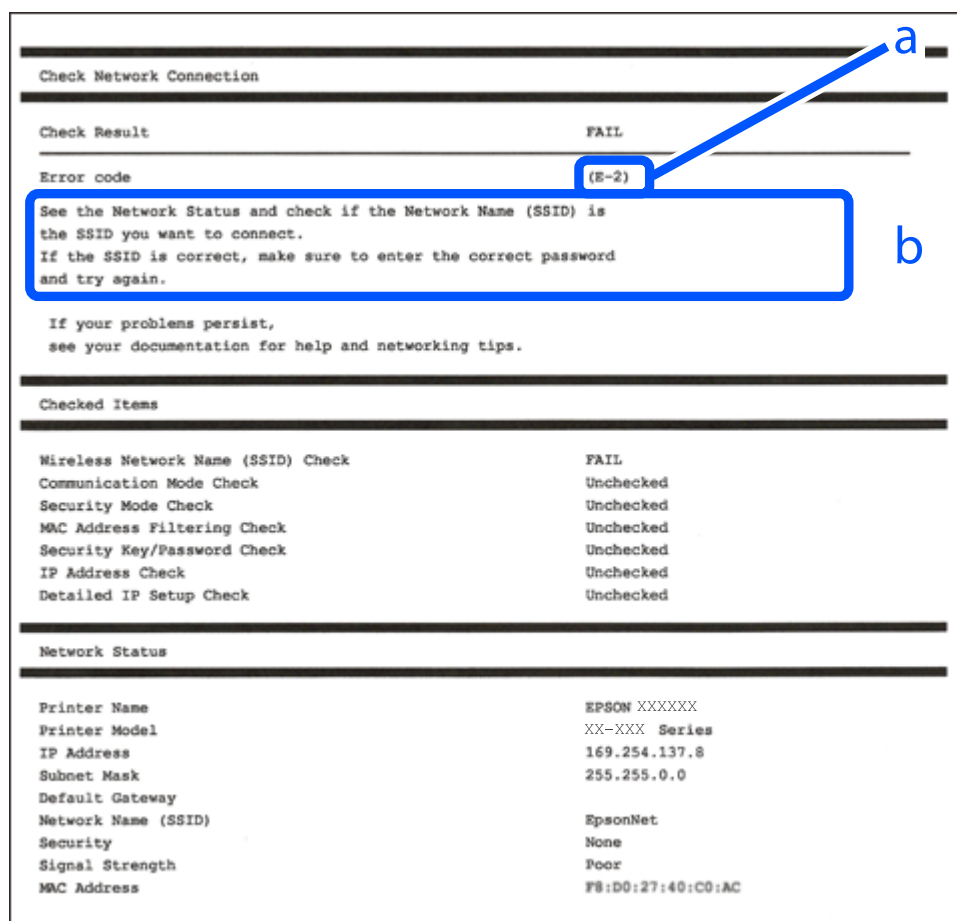 a
Check Network Connection
Check Result FAIL
Error code (E-2)
See the Network Status and check if the Network Name (SSID) is
the SSID you want to connect.
If the SSID is correct, make sure to enter the correct password
and try again.
b
If your problems persist,
see your documentation for help and networking tips.
Checked Items
Wireless Network Name (SSID) Check FAIL
Communication Mode Check Unchecked
Security Mode Check Unchecked
MAC Address Filtering Check Unchecked
Security Key/Password Check Unchecked
IP Address Check Unchecked
Detailed IP Setup Check Unchecked
Network Status
Printer Name EPSON XXXXXX
Printer Model XX-XXX Series
IP Address 169.254.137.8
Subnet Mask 255.255.0.0
Default Gateway
Network Name (SSID) EpsonNet
Security None
Signal Strength Poor
MAC Address F8:D0:27:40:C0:AC